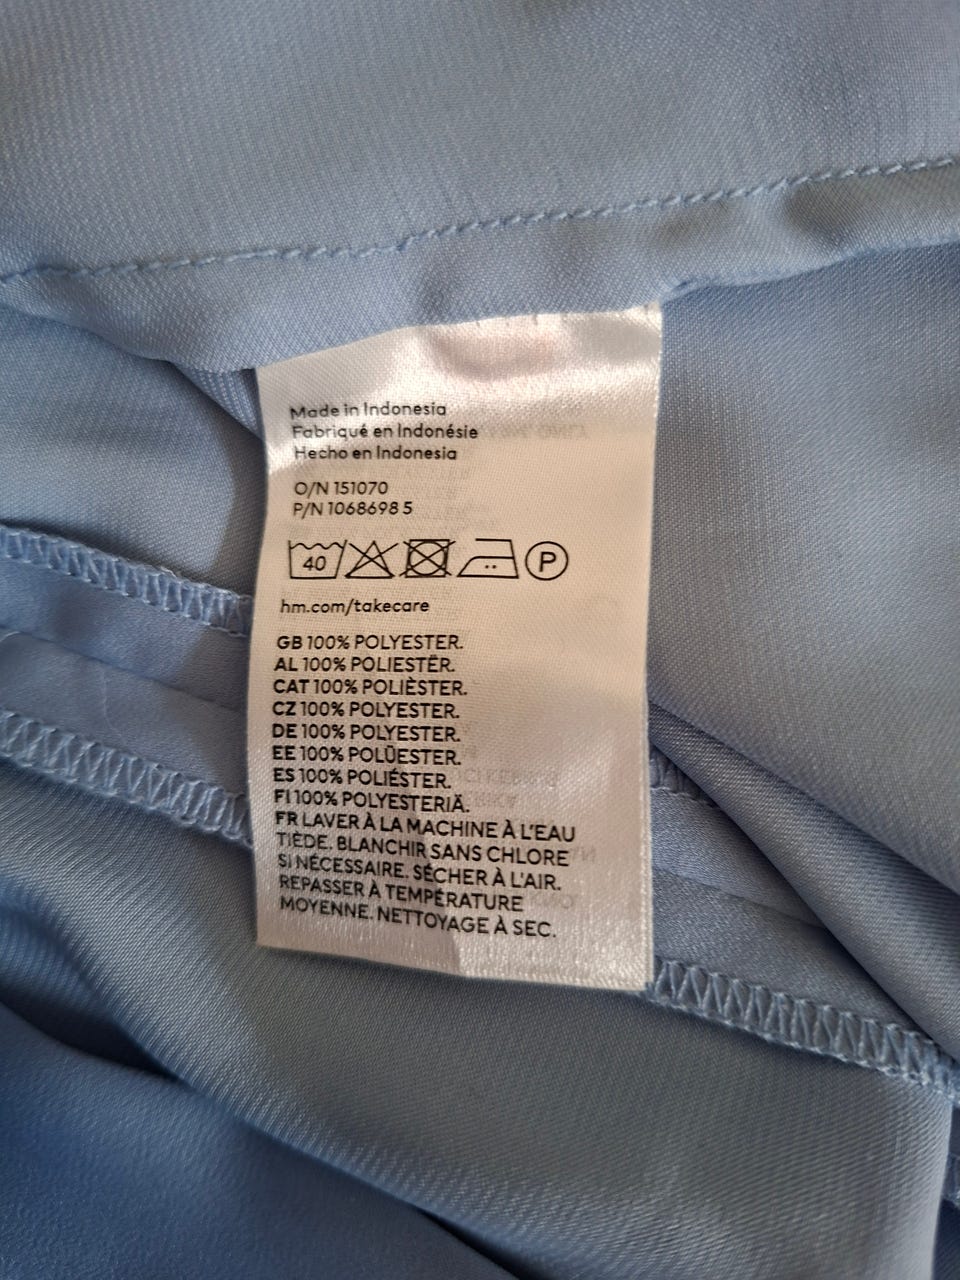 Made in Indonesia
Fabriqué en Indonésie
Hecho en Indonesia
O/N 151070
P/N 1068698 5
40 P
hm.com/takecare
GB 100% POLYESTER.
AL 100% POLIESTËR.
CAT 100% POLIÈSTER.
CZ 100% POLYESTER.
DE 100% POLYESTER.
EE 100% POLÜESTER.
ES 100% POLIÉSTER.
FI 100% POLYESTERIÄ.
FR LAVER À LA MACHINE À L'EAU
TIÈDE. BLANCHIR SANS CHLORE
SI NÉCESSAIRE. SÉCHER À L'AIR.
REPASSER À TEMPÉRATURE
MOYENNE. NETTOYAGE À SEC.